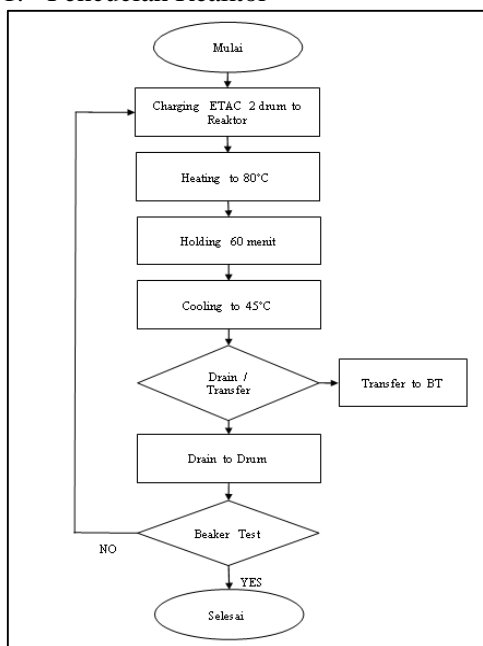 Mulai
Charging ETAC 2 drum to
Reaktor
Heating to 80°C
Holding 60 menit
Cooling to 45°C
Drain /
Transfer
Transfer to BT
Drain to Drum
Beaker Test
NO
YES
Selesai